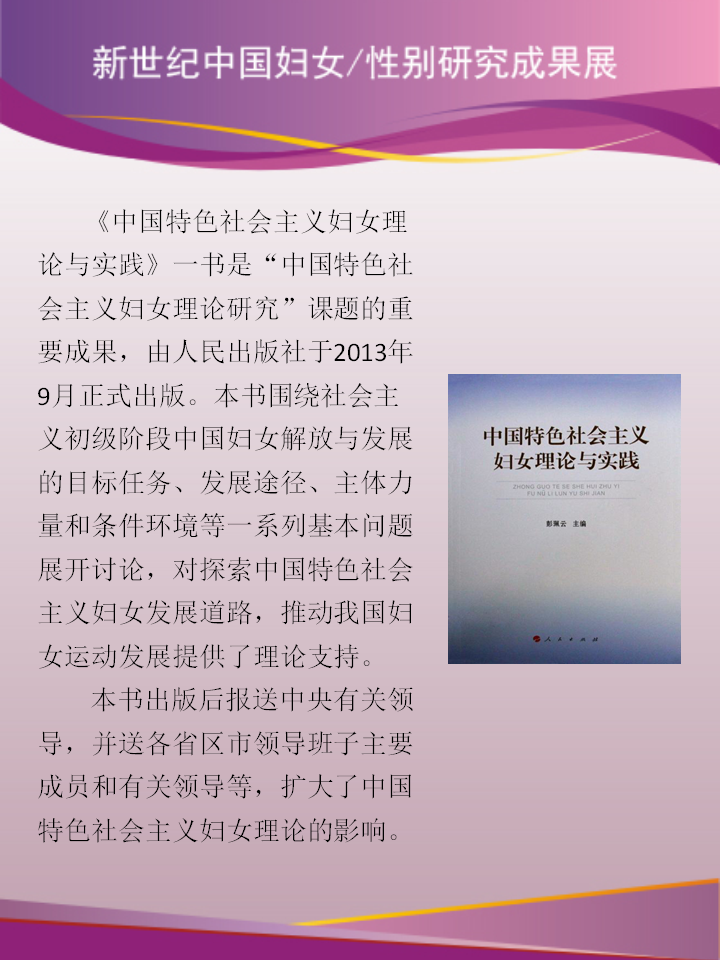 新世纪中国妇女/性别研究成果展
《中国特色社会主义妇女理
论与实践》一书是“中国特色社
会主义妇女理论研究”课题的重
要成果，由人民出版社于2013年
9月正式出版。本书围绕社会主
义初级阶段中国妇女解放与发展
的目标任务、发展途径、主体力
量和条件环境等一系列基本问题
展开讨论，对探索中国特色社会
主义妇女发展道路，推动我国妇
女运动发展提供了理论支持。
本书出版后报送中央有关领
导，并送各省区市领导班子主要
成员和有关领导等，扩大了中国
特色社会主义妇女理论的影响。
中国特色社会主义
妇女理论与实践
ZHONG GUO TE SE SHE HUI ZHU YI
FU NÜ LI LUN YU SHI JIAN
彭珮云 主编
人民出版社